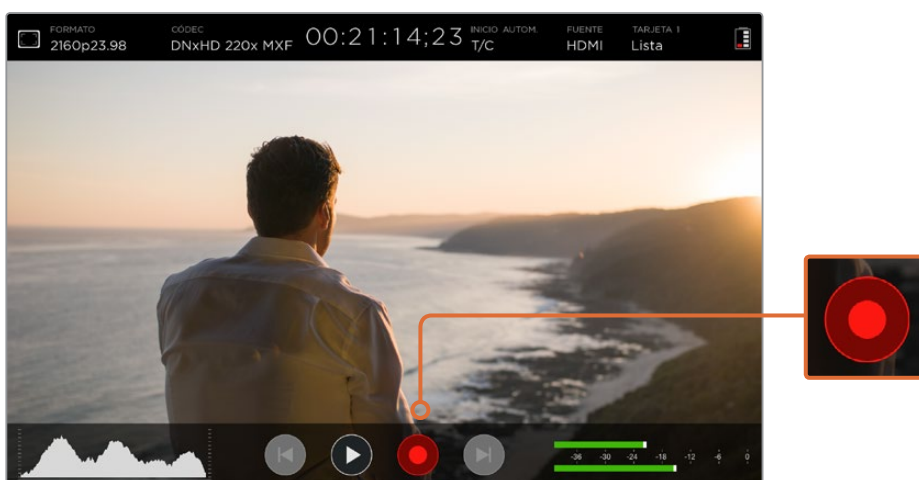 FORMATO CÓDEC 00:21:14;23 INICIO AUTOM. FUENTE TARJETA 1
2160p23.98 DNxHD 220x MXF T/C HDMI Lista
-36 -30 -24 -18 -12 -6 0